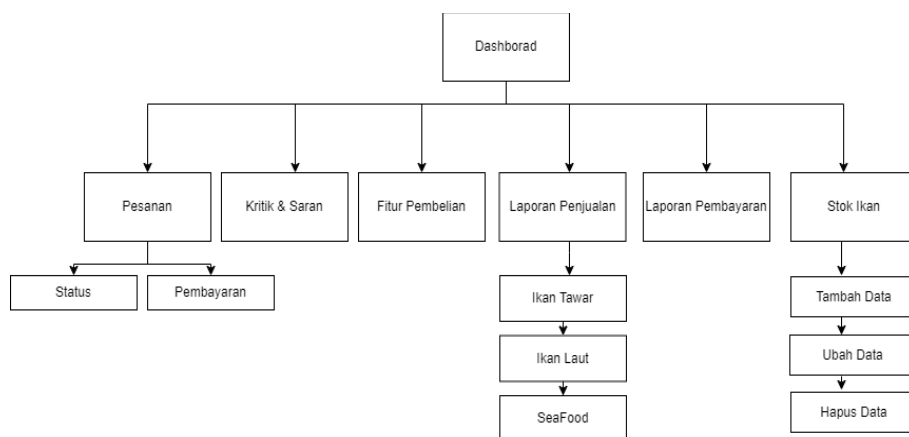 Dashborad
Pesanan
Kritik & Saran
Fitur Pembelian
Laporan Penjualan
Laporan Pembayaran
Stok Ikan
Status
Pembayaran
Ikan Tawar
Tambah Data
Ikan Laut
Ubah Data
SeaFood
Hapus Data